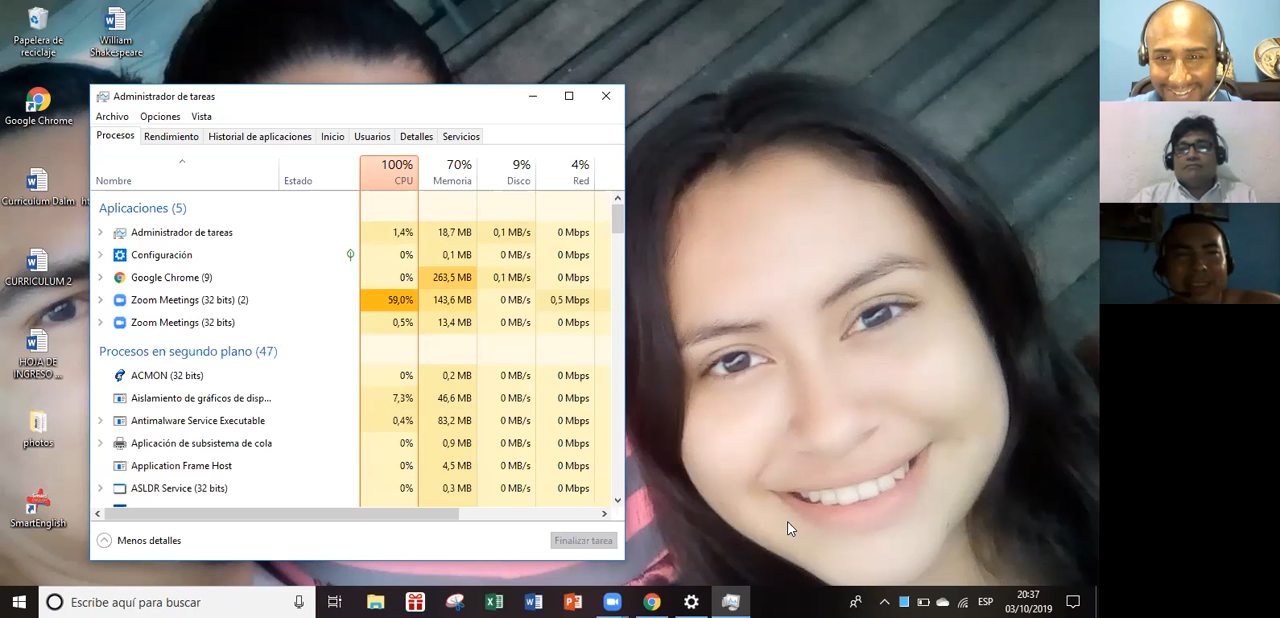 Papelera de
reciclaje
William
Shakespeare
Google Chrome
CURRICULUM 2
HOJA DE
INGRESO ...
photos
SmartEnglish
Administrador de tareas
Archivo Opciones Vista
Procesos Rendimiento Historial de aplicaciones Inicio Usuarios Detalles Servicios
100% 70% 9% 4%
Nombre Estado CPU Memoria Disco Red
Aplicaciones (5)
Administrador de tareas 1,4% 18,7 MB 0,1 MB/s 0 Mbps
Configuración 0% 0,1 MB 0 MB/s 0 Mbps
Google Chrome (9) 0% 263,5 MB 0,1 MB/s 0 Mbps
Zoom Meetings (32 bits) (2) 59,0% 143,6 MB 0 MB/s 0,5 Mbps
Zoom Meetings (32 bits) 0,5% 13,4 MB 0 MB/s 0 Mbps
Procesos en segundo plano (47)
ACMON (32 bits) 0% 0,2 MB 0 MB/s 0 Mbps
Aislamiento de gráficos de disp... 7,3% 46,6 MB 0 MB/s 0 Mbps
Antimalware Service Executable 0,4% 83,2 MB 0 MB/s 0 Mbps
Aplicación de subsistema de cola 0% 0,9 MB 0 MB/s 0 Mbps
Application Frame Host 0% 4,5 MB 0 MB/s 0 Mbps
ASLDR Service (32 bits) 0% 0,3 MB 0 MB/s 0 Mbps
Menos detalles Finalizar tarea
Escribe aquí para buscar
ESP
20:37
03/10/2019